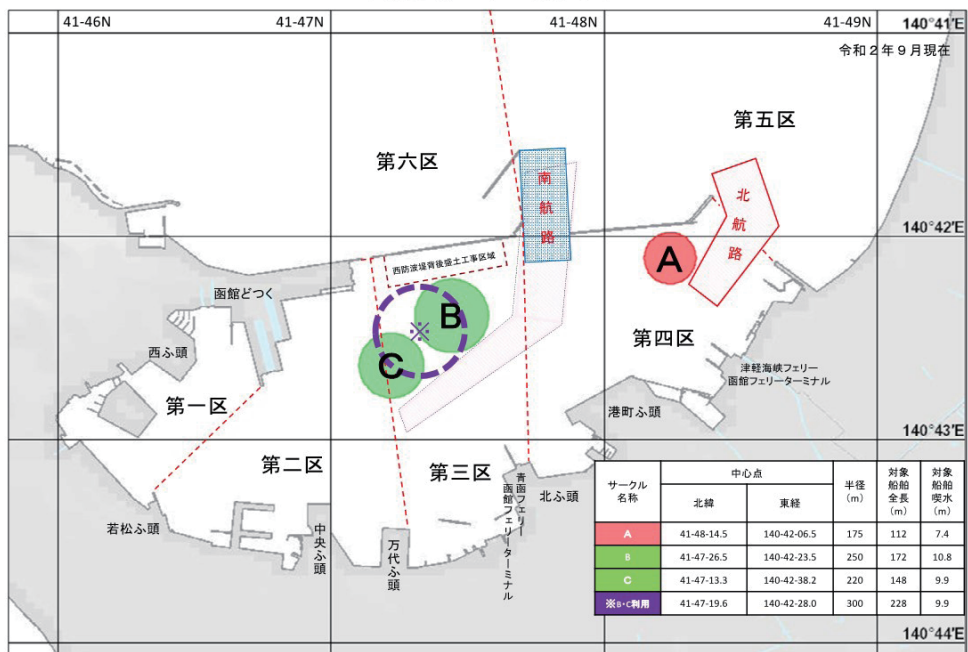 41-46N
41-47N
41-48N
41-49N
140°41'E
令和2年9月現在
第五区
第六区
南航路
北航路
140°42'E
西防波堤背後盛土工事区域
A
函館どつく
B
※
第四区
西ふ頭
C
津軽海峡フェリー
函館フェリーターミナル
第一区
港町ふ頭
140°43'E
第二区
第三区
北ふ頭
青函フェリー
函館フェリーターミナル
若松ふ頭
中央ふ頭
万代ふ頭
サークル名称 中心点 半径(m) 対象船舶全長(m) 対象船舶喫水(m)
北緯 東経
A 41-48-14.5 140-42-06.5 175 112 7.4
B 41-47-26.5 140-42-23.5 250 172 10.8
C 41-47-13.3 140-42-38.2 220 148 9.9
※B・C利用 41-47-19.6 140-42-28.0 300 228 9.9
140°44'E